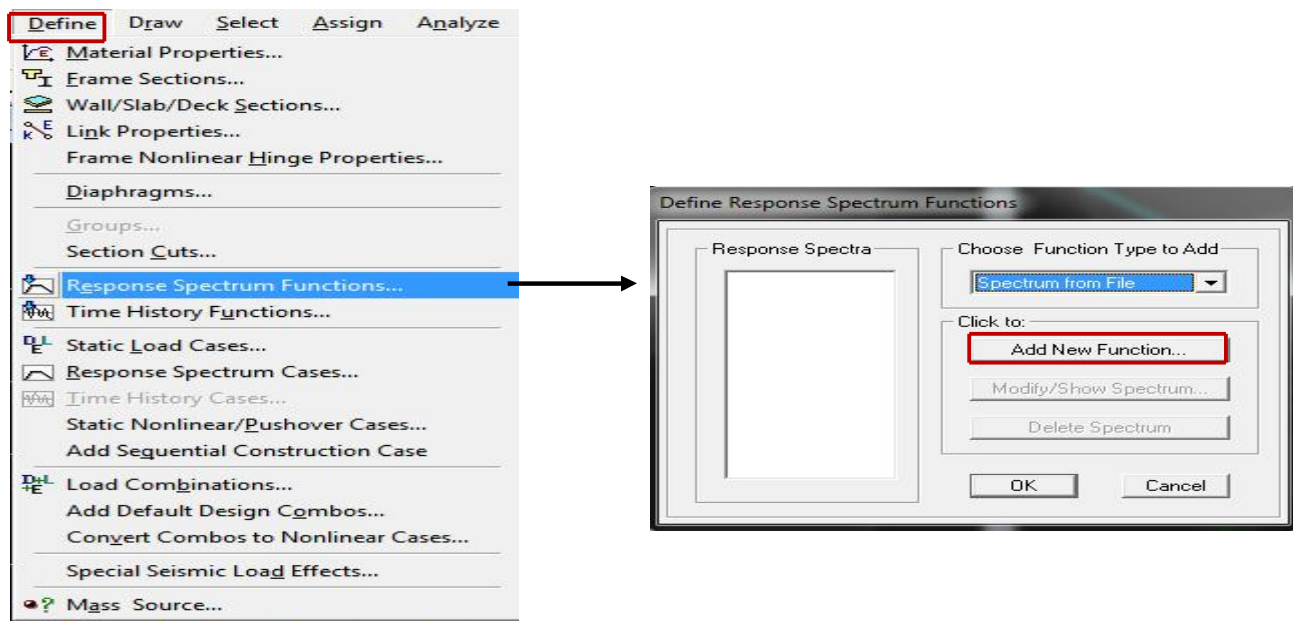 Define Draw Select Assign Analyze
Material Properties...
Frame Sections...
Wall/Slab/Deck Sections...
Link Properties...
Frame Nonlinear Hinge Properties...
Diaphragms...
Groups...
Section Cuts...
Response Spectrum Functions...
Time History Functions...
Static Load Cases...
Response Spectrum Cases...
Time History Cases...
Static Nonlinear/Pushover Cases...
Add Sequential Construction Case
Load Combinations...
Add Default Design Combos...
Convert Combos to Nonlinear Cases...
Special Seismic Load Effects...
Mass Source...
Define Response Spectrum Functions
Response Spectra
Choose Function Type to Add
Spectrum from File
Click to:
Add New Function...
Modify/Show Spectrum...
Delete Spectrum
OK Cancel